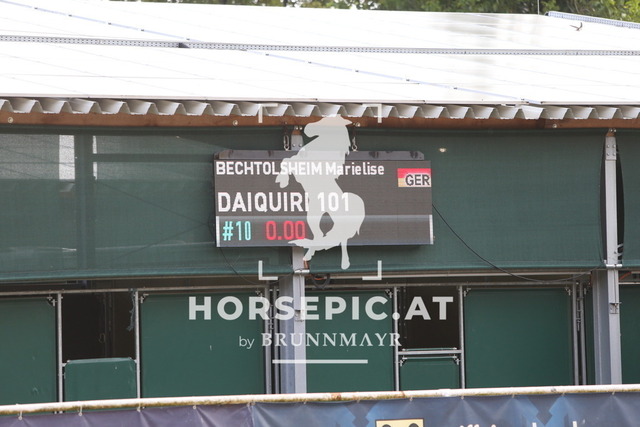 BECHTOLSHEIM Marielise
GER
DAIQUIRI 101
#10 0.00
HORSEPIC.AT
by BRUNNMAYR